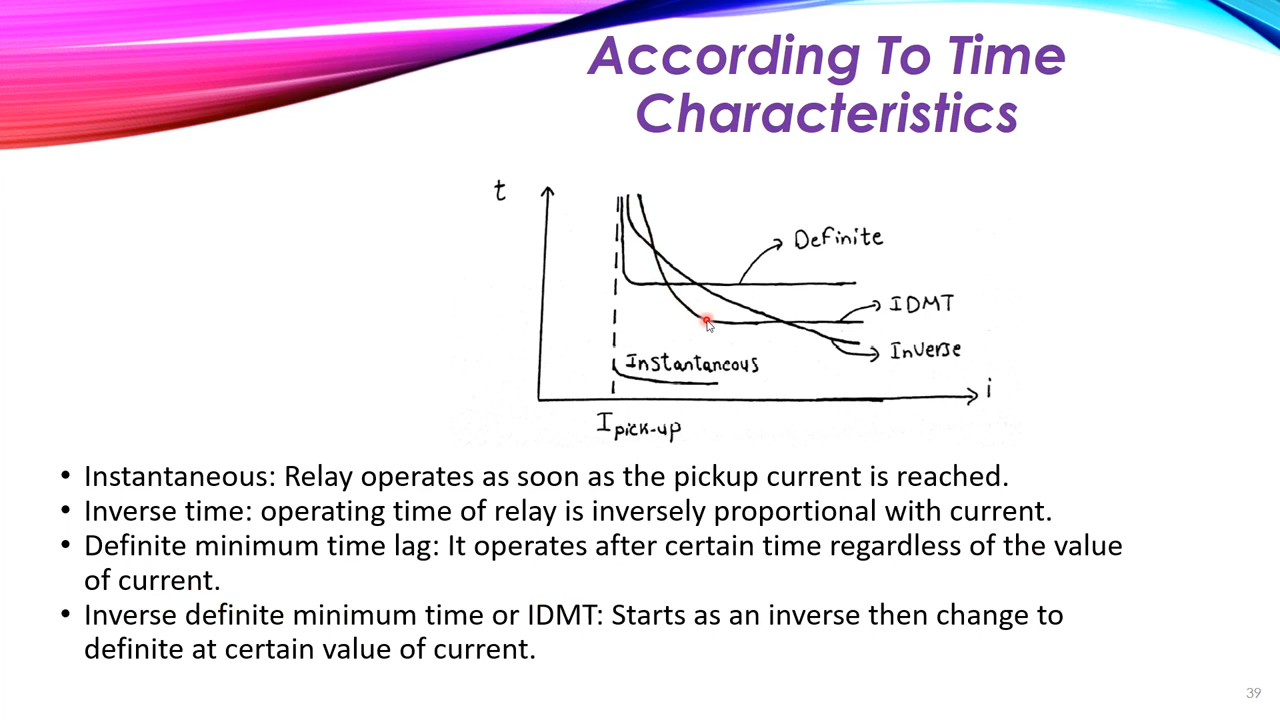 According To Time
Characteristics
t
Definite
IDMT
Inverse
Instantaneous
i
I pick-up
• Instantaneous: Relay operates as soon as the pickup current is reached.
• Inverse time: operating time of relay is inversely proportional with current.
• Definite minimum time lag: It operates after certain time regardless of the value
of current.
• Inverse definite minimum time or IDMT: Starts as an inverse then change to
definite at certain value of current.
39